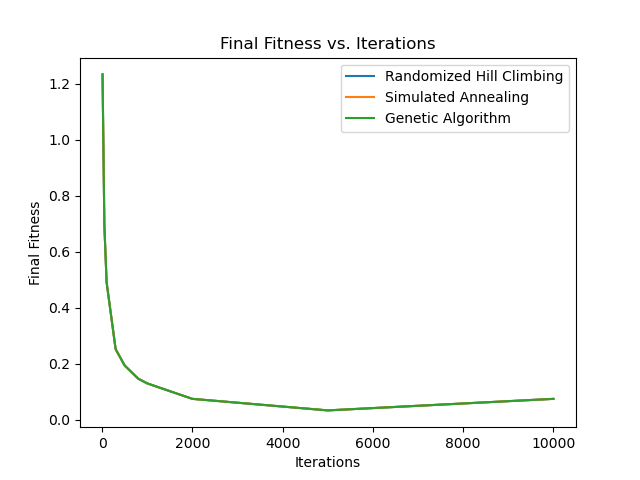 Final Fitness vs. Iterations
Randomized Hill Climbing
Simulated Annealing
Genetic Algorithm
Final Fitness
1.2
1.0
0.8
0.6
0.4
0.2
0.0
0 2000 4000 6000 8000 10000
Iterations